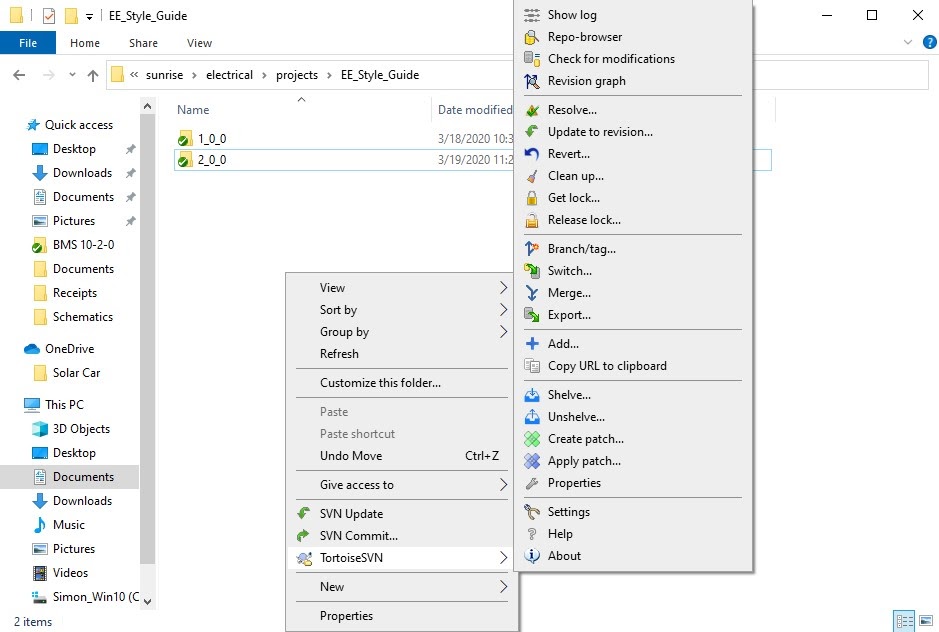 EE_Style_Guide
File
Home
Share
View
« sunrise > electrical > projects > EE_Style_Guide
Name
Date modified
1_0_0
3/18/2020 10:3
2_0_0
3/19/2020 11:2
Quick access
Desktop
Downloads
Documents
Pictures
BMS 10-2-0
Documents
Receipts
Schematics
OneDrive
Solar Car
This PC
3D Objects
Desktop
Documents
Downloads
Music
Pictures
Videos
Simon_Win10 (C
2 items
View
Sort by
Group by
Refresh
Customize this folder...
Paste
Paste shortcut
Undo Move Ctrl+Z
Give access to
SVN Update
SVN Commit...
TortoiseSVN
New
Properties
Show log
Repo-browser
Check for modifications
Revision graph
Resolve...
Update to revision...
Revert...
Clean up...
Get lock...
Release lock...
Branch/tag...
Switch...
Merge...
Export...
Add...
Copy URL to clipboard
Shelve...
Unshelve...
Create patch...
Apply patch...
Properties
Settings
Help
About